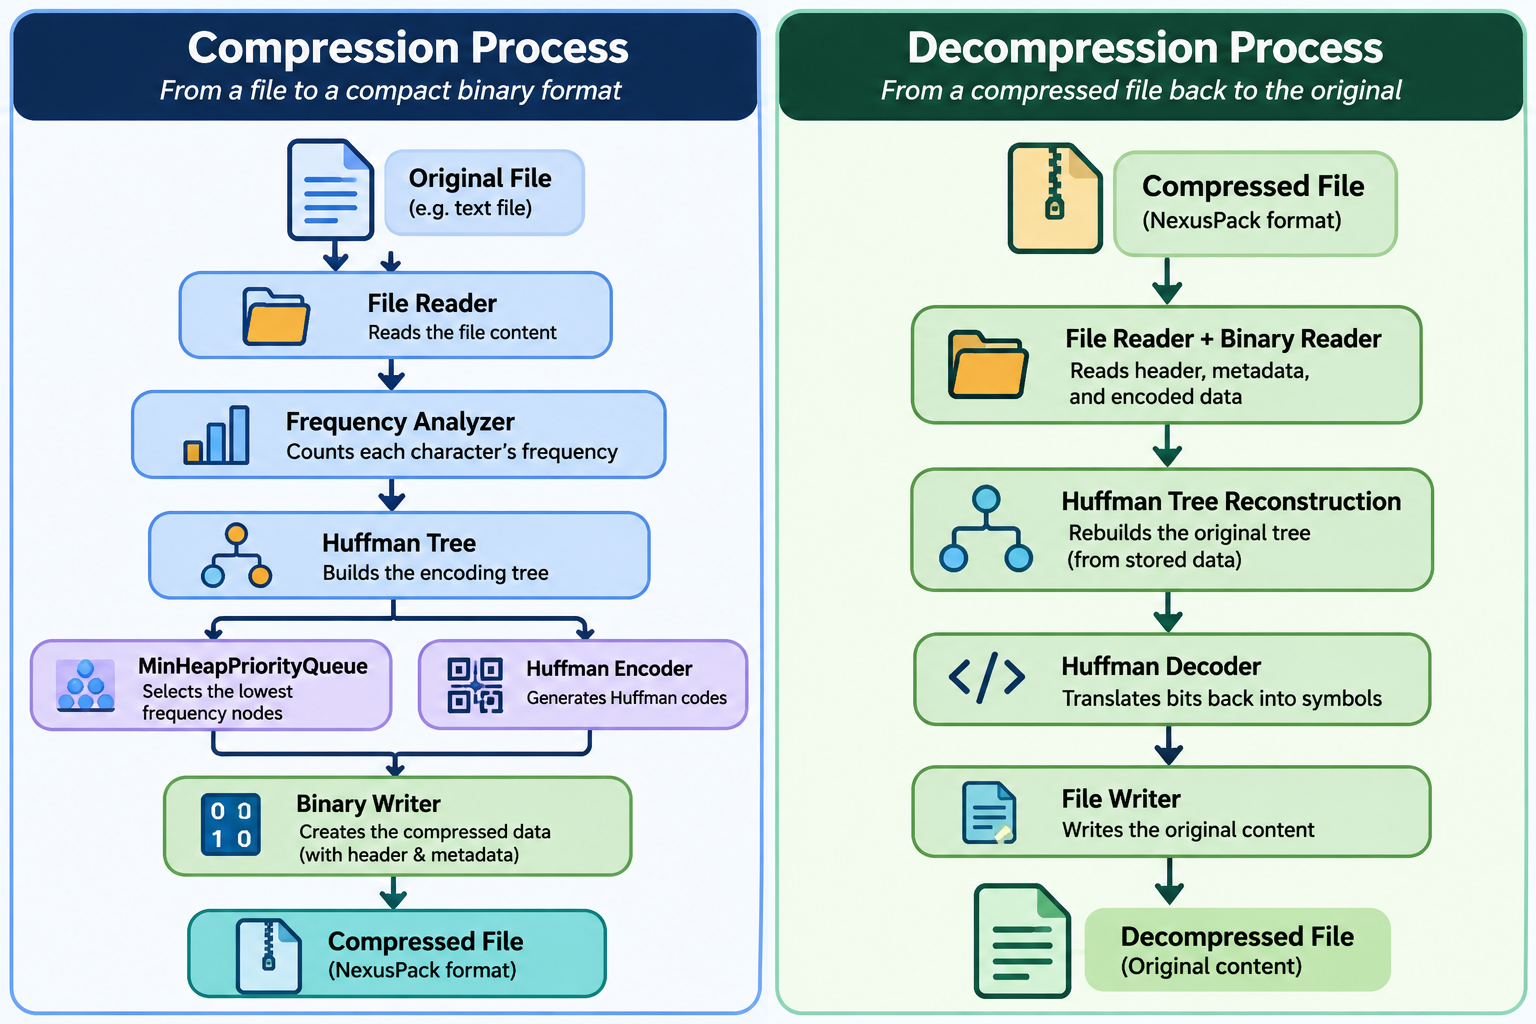 Compression Process
From a file to a compact binary format
Original File
(e.g. text file)
File Reader
Reads the file content
Frequency Analyzer
Counts each character's frequency
Huffman Tree
Builds the encoding tree
MinHeapPriorityQueue
Selects the lowest
frequency nodes
Huffman Encoder
Generates Huffman codes
0 0
1 0
Binary Writer
Creates the compressed data
(with header & metadata)
Compressed File
(NexusPack format)
Decompression Process
From a compressed file back to the original
Compressed File
(NexusPack format)
File Reader + Binary Reader
Reads header, metadata,
and encoded data
Huffman Tree Reconstruction
Rebuilds the original tree
(from stored data)
</>
Huffman Decoder
Translates bits back into symbols
File Writer
Writes the original content
Decompressed File
(Original content)